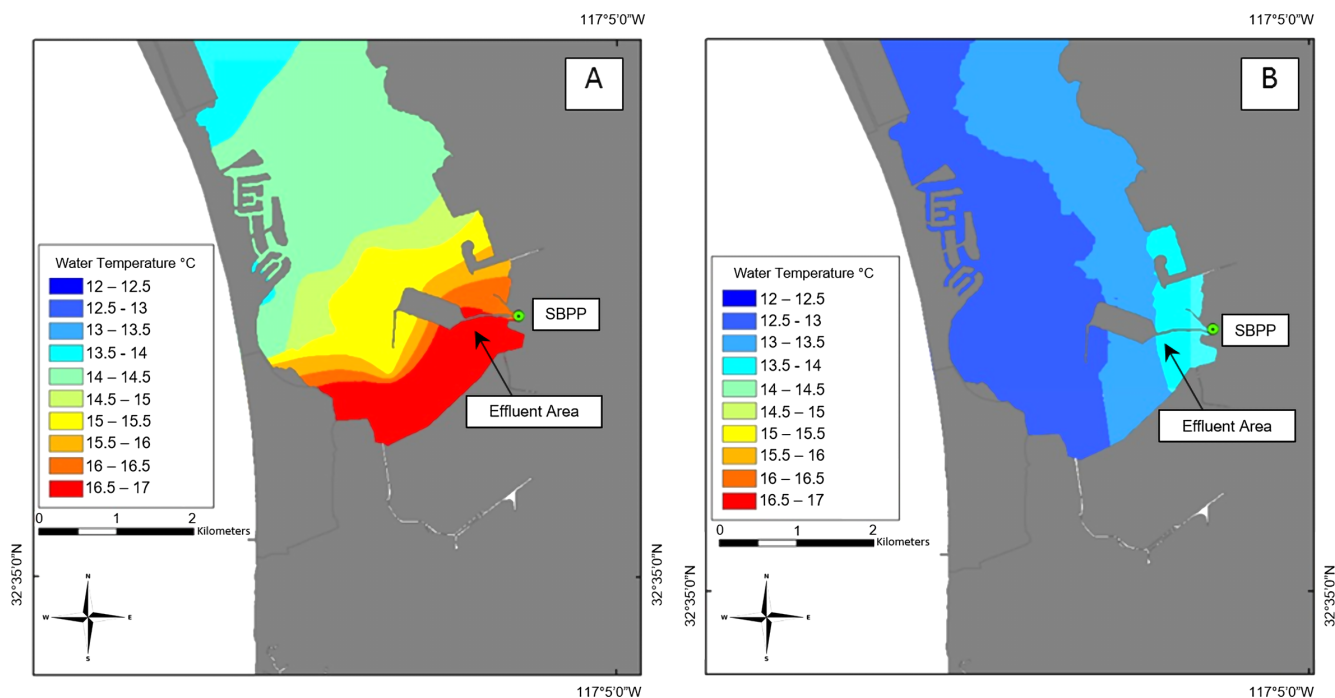 117°5'0"W
A
Water Temperature °C
12 – 12.5
12.5 - 13
13 – 13.5
13.5 - 14
14 – 14.5
14.5 – 15
15 – 15.5
15.5 – 16
16 – 16.5
16.5 – 17
0 1 2
Kilometers
SBPP
Effluent Area
32°35'0"N
32°35'0"N
N
W E
S
117°5'0"W
117°5'0"W
B
Water Temperature °C
12 – 12.5
12.5 - 13
13 – 13.5
13.5 - 14
14 – 14.5
14.5 – 15
15 – 15.5
15.5 – 16
16 – 16.5
16.5 – 17
0 1 2
Kilometers
SBPP
Effluent Area
32°35'0"N
N
W E
S
117°5'0"W